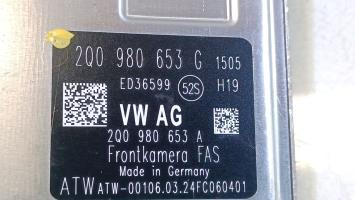 2Q0 980 653 G 1505
ED36599 52S H19
VW AG
2Q0 980 653 A
Frontkamera FAS
Made in Germany
ATW ATW-00106.03.24FC060401